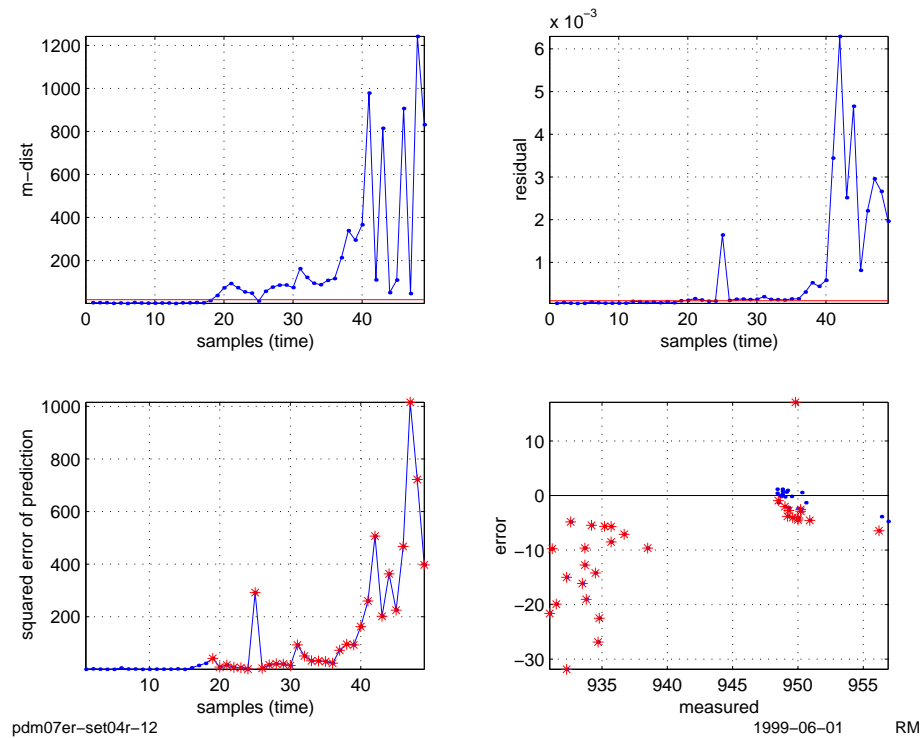 m-dist
1200
1000
800
600
400
200
0 10 20 30 40
samples (time)
x 10−3
residual
6
5
4
3
2
1
0 10 20 30 40
samples (time)
squared error of prediction
1000
800
600
400
200
10 20 30 40
samples (time)
error
10
0
−10
−20
−30
935 940 945 950 955
measured
pdm07er−set04r−12
1999−06−01 RM